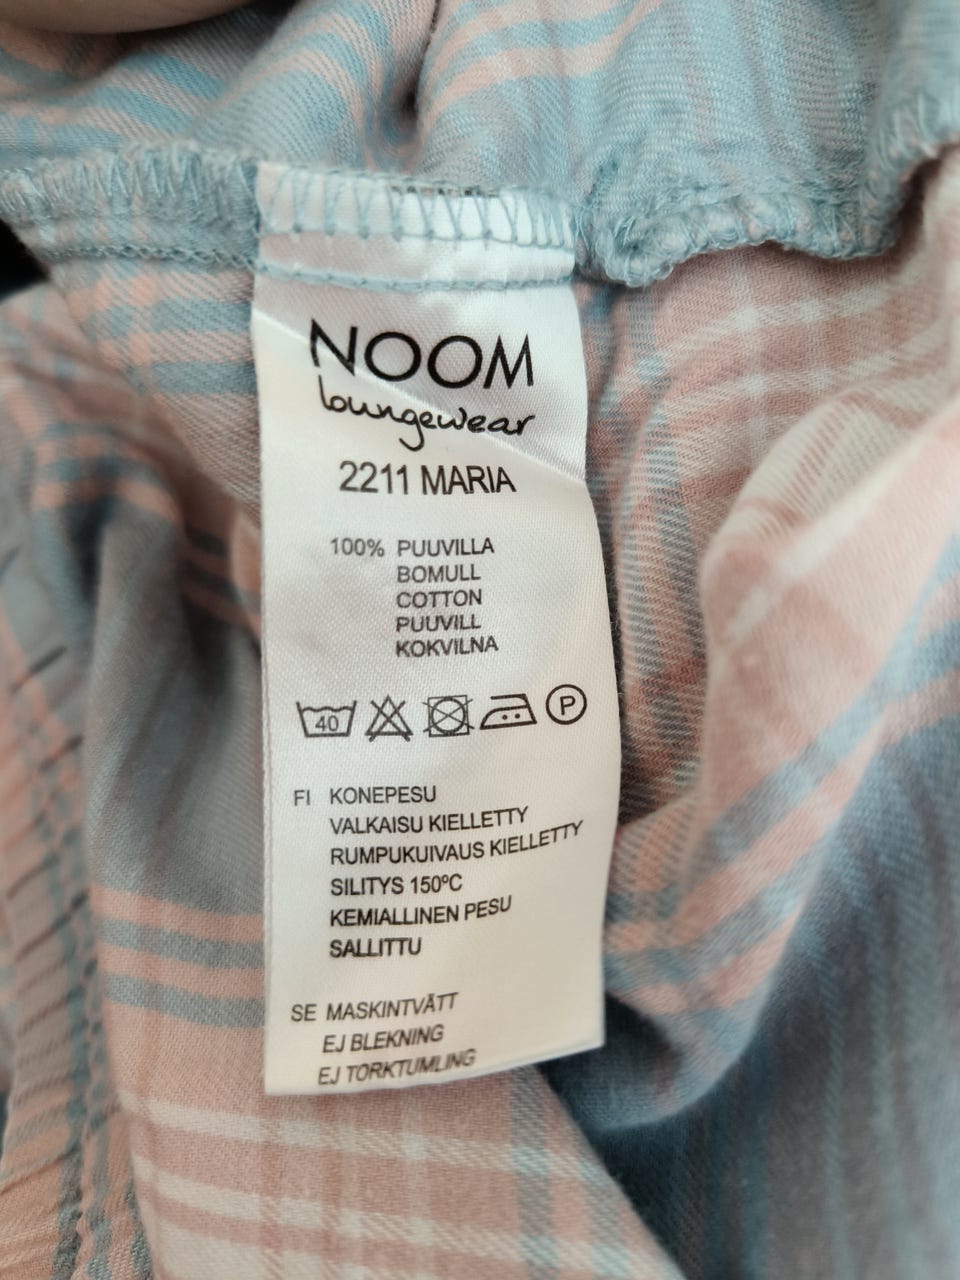 NOOM
loungewear
2211 MARIA
100% PUUVILLA
BOMULL
COTTON
PUUVILL
KOKVILNA
40 P
FI KONEPESU
VALKAISU KIELLETTY
RUMPUKUIVAUS KIELLETTY
SILITYS 150ºC
KEMIALLINEN PESU
SALLITTU
SE MASKINTVÄTT
EJ BLEKNING
EJ TORKTUMLING